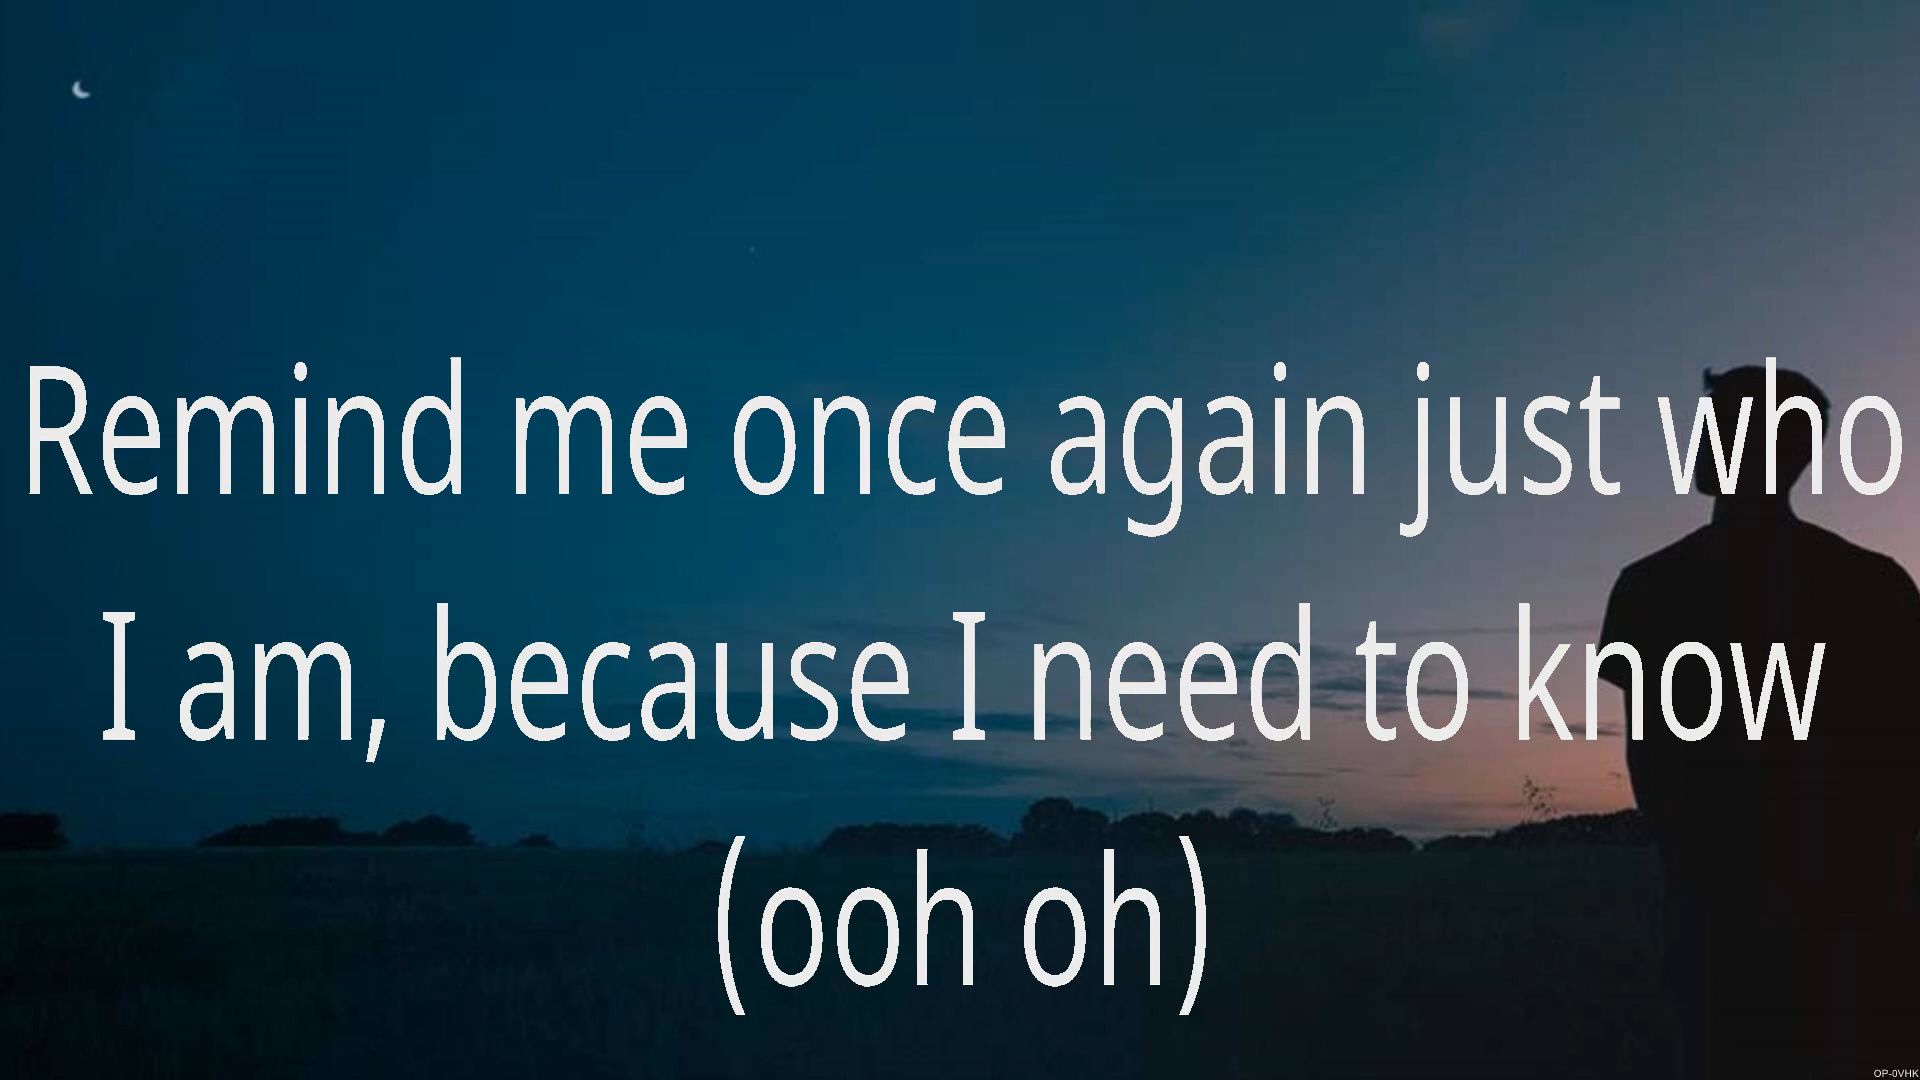 Remind me once again just who
I am, because I need to know
(ooh oh)
OP-0VHK